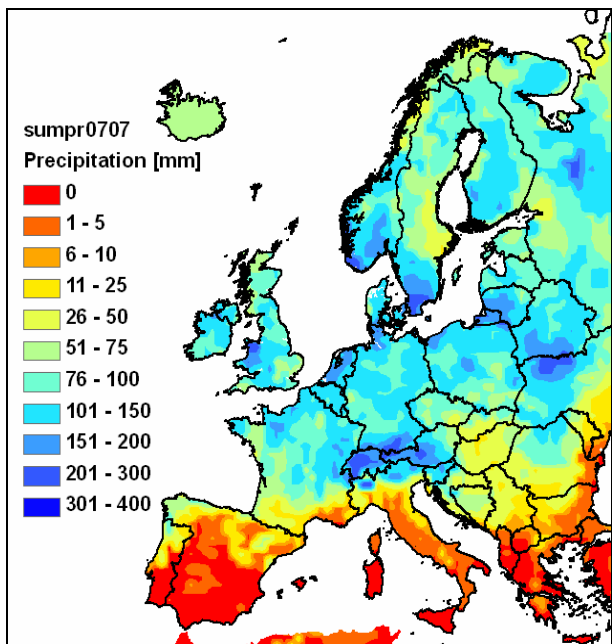 sumpr0707
Precipitation [mm]
0
1 - 5
6 - 10
11 - 25
26 - 50
51 - 75
76 - 100
101 - 150
151 - 200
201 - 300
301 - 400